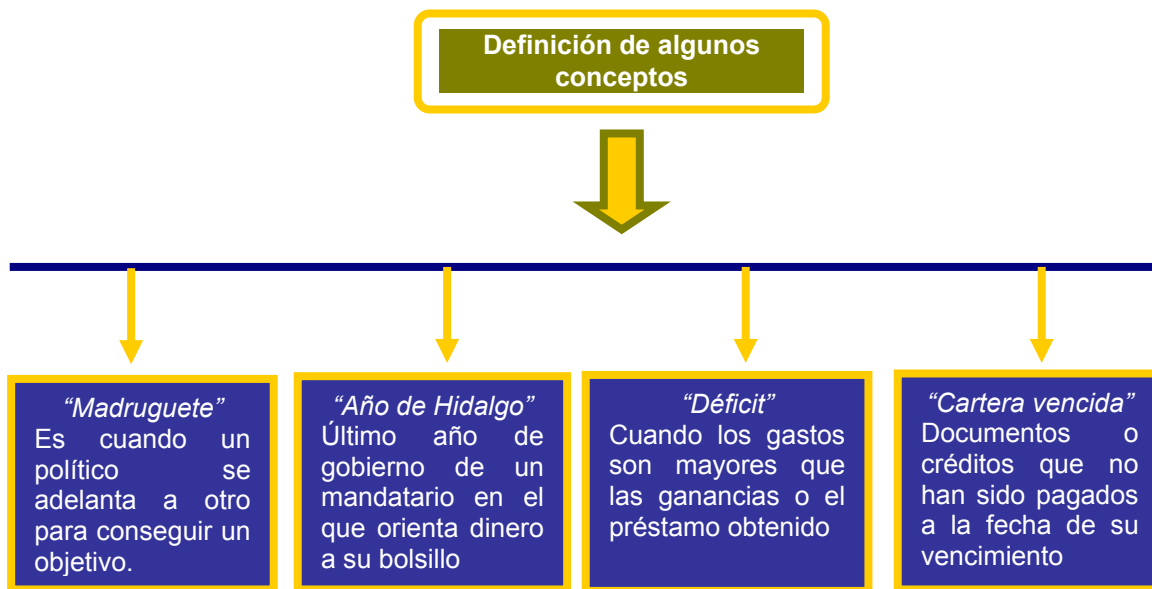 Definición de algunos
conceptos
“Madruguete”
Es cuando un
político se
adelanta a otro
para conseguir un
objetivo.
“Año de Hidalgo”
Último año de
gobierno de un
mandatario en el
que orienta dinero
a su bolsillo
“Déficit”
Cuando los gastos
son mayores que
las ganancias o el
préstamo obtenido
“Cartera vencida”
Documentos o
créditos que no
han sido pagados
a la fecha de su
vencimiento